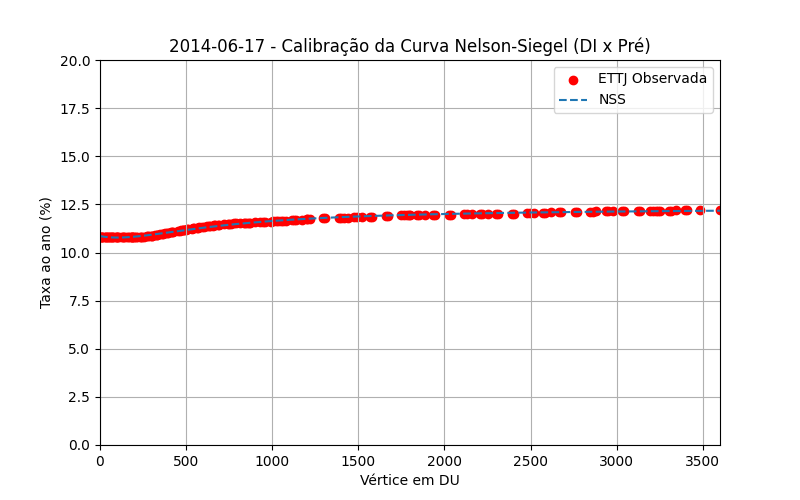 2014-06-17 - Calibração da Curva Nelson-Siegel (DI x Pré)
ETTJ Observada
NSS
Taxa ao ano (%)
20.0
17.5
15.0
12.5
10.0
7.5
5.0
2.5
0.0
0 500 1000 1500 2000 2500 3000 3500
Vértice em DU